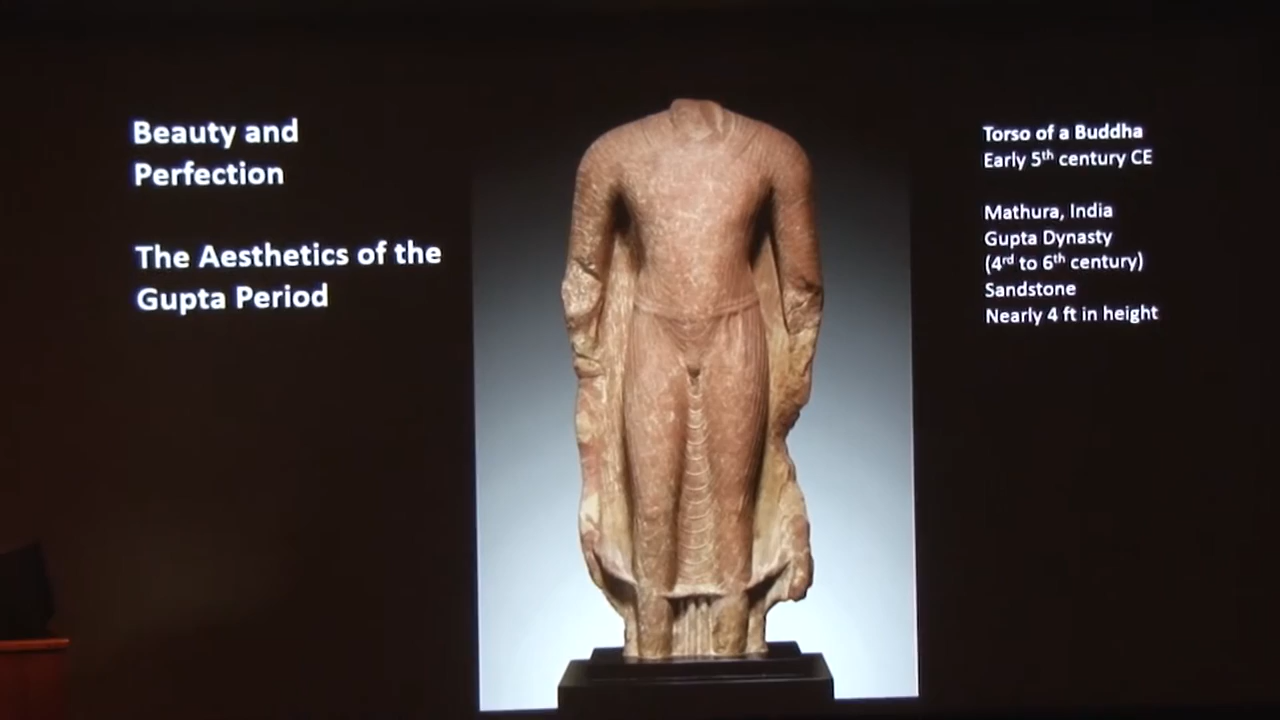 Beauty and
Perfection
The Aesthetics of the
Gupta Period
Torso of a Buddha
Early 5th century CE
Mathura, India
Gupta Dynasty
(4rd to 6th century)
Sandstone
Nearly 4 ft in height